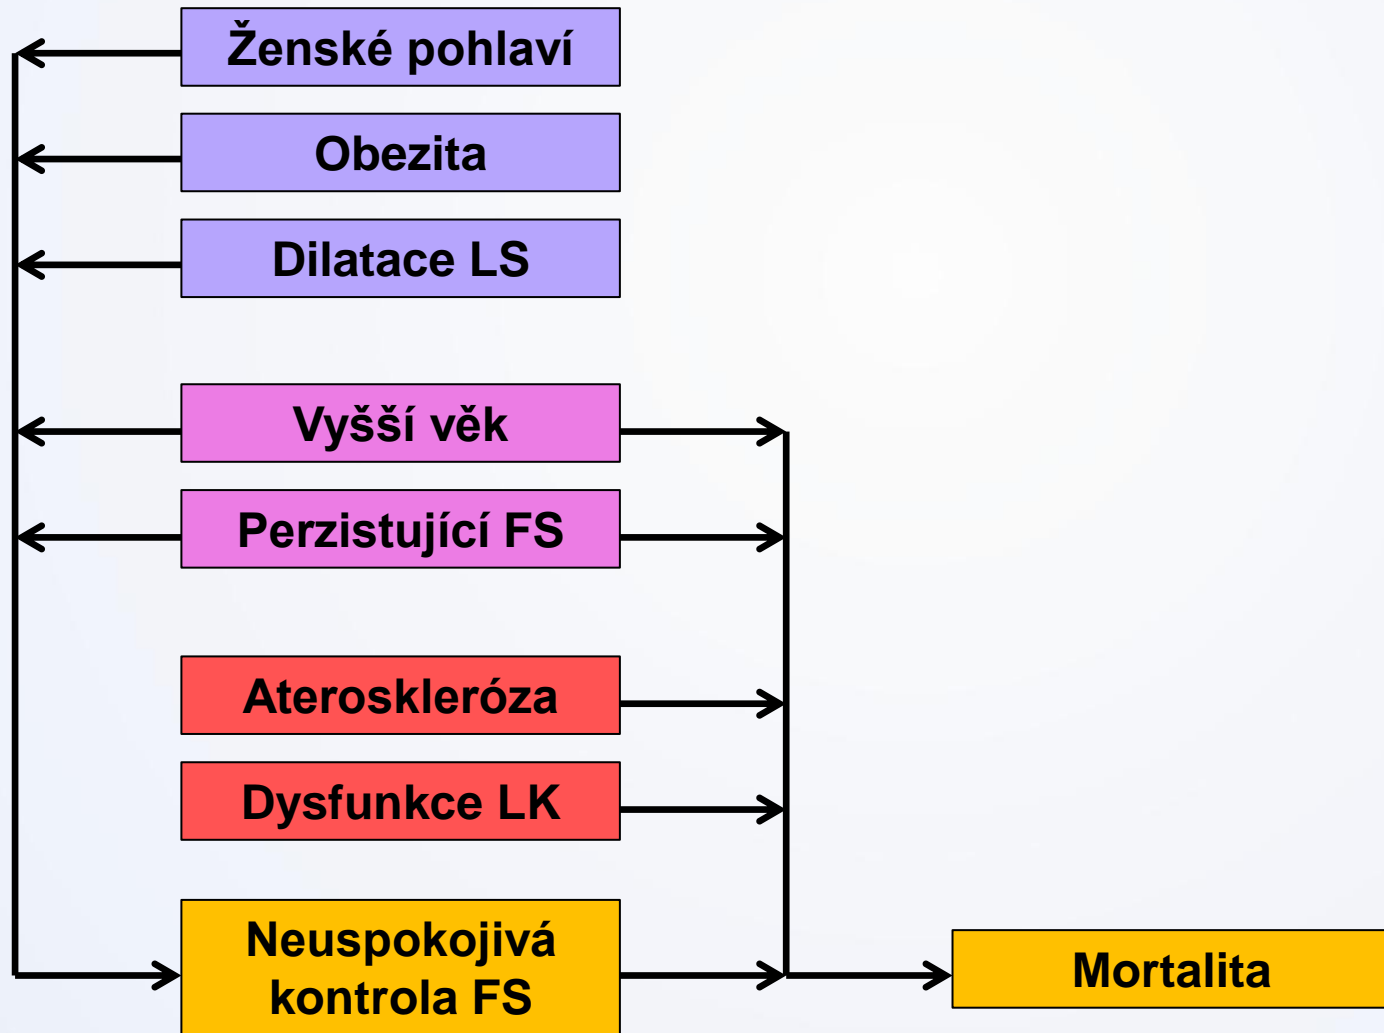 Ženské pohlaví
Obezita
Dilatace LS
Vyšší věk
Perzistující FS
Ateroskleróza
Dysfunkce LK
Neuspokojivá
kontrola FS
Mortalita